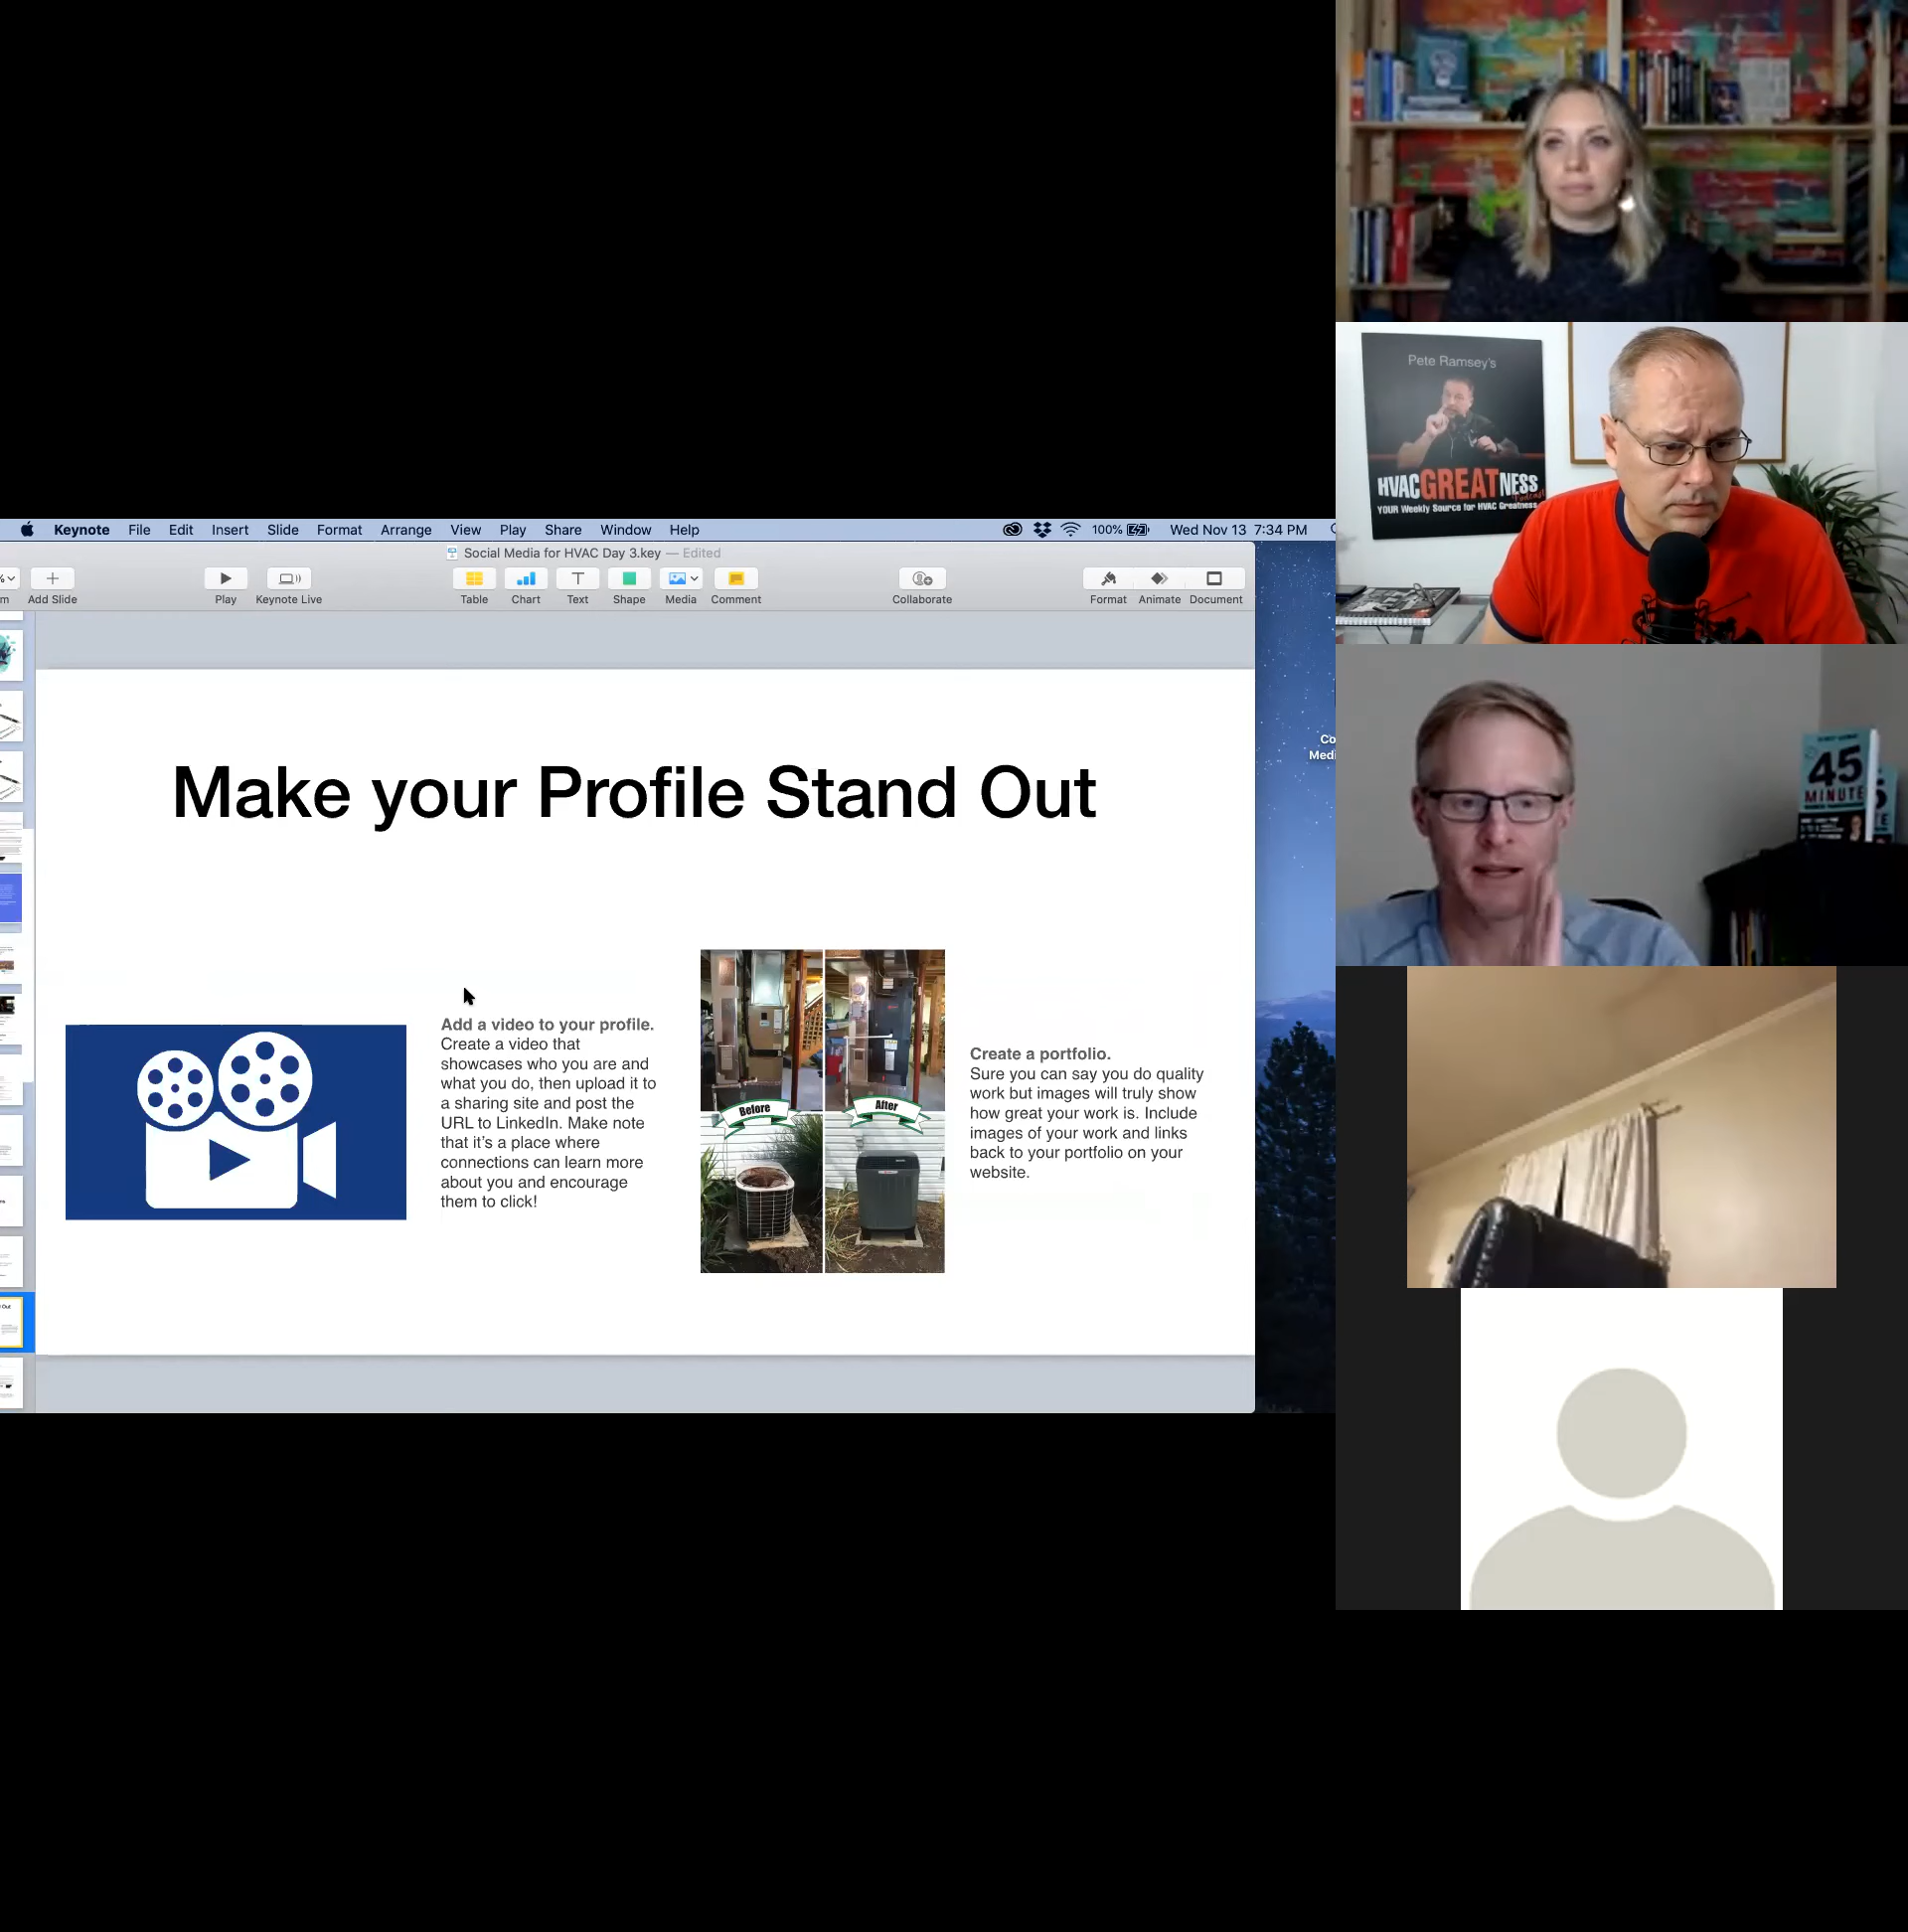 Keynote File Edit Insert Slide Format Arrange View Play Share Window Help 100% Wed Nov 13 7:34 PM
Social Media for HVAC Day 3.key — Edited
Add Slide Play Keynote Live Table Chart Text Shape Media Comment Collaborate Format Animate Document
Make your Profile Stand Out
Add a video to your profile.
Create a video that
showcases who you are and
what you do, then upload it to
a sharing site and post the
URL to LinkedIn. Make note
that it's a place where
connections can learn more
about you and encourage
them to click!
Before
After
Create a portfolio.
Sure you can say you do quality
work but images will truly show
how great your work is. Include
images of your work and links
back to your portfolio on your
website.
Co
Medi
Pete Ramsey's
HVACGREATNESS
Podcast
YOUR Weekly Source for HVAC Greatness
45
MINUTE